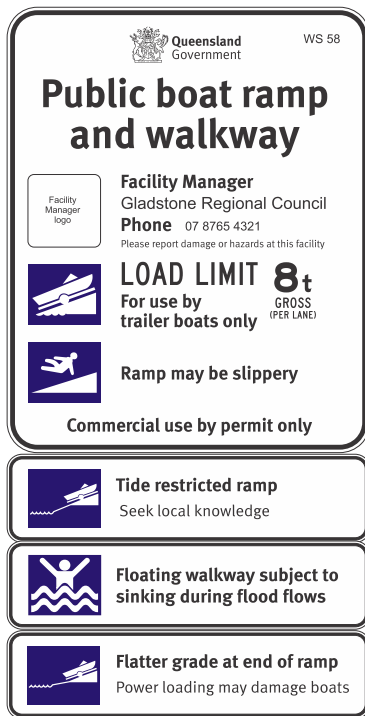 Queensland
Government
WS 58
Public boat ramp
and walkway
Facility
Manager
logo
Facility Manager
Gladstone Regional Council
Phone 07 8765 4321
Please report damage or hazards at this facility
LOAD LIMIT 8t
GROSS
(PER LANE)
For use by
trailer boats only
Ramp may be slippery
Commercial use by permit only
Tide restricted ramp
Seek local knowledge
Floating walkway subject to
sinking during flood flows
Flatter grade at end of ramp
Power loading may damage boats